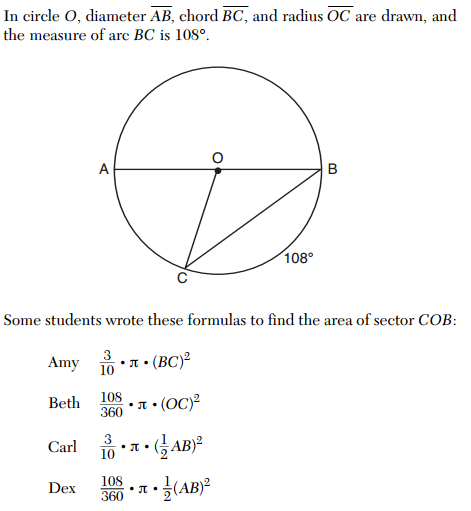 In circle O, diameter AB, chord BC, and radius OC are drawn, and
the measure of arc BC is 108°.
O
A
B
108°
C
Some students wrote these formulas to find the area of sector COB:
Amy 3/10 • π • (BC)²
Beth 108/360 • π • (OC)²
Carl 3/10 • π • (1/2 AB)²
Dex 108/360 • π • 1/2(AB)²